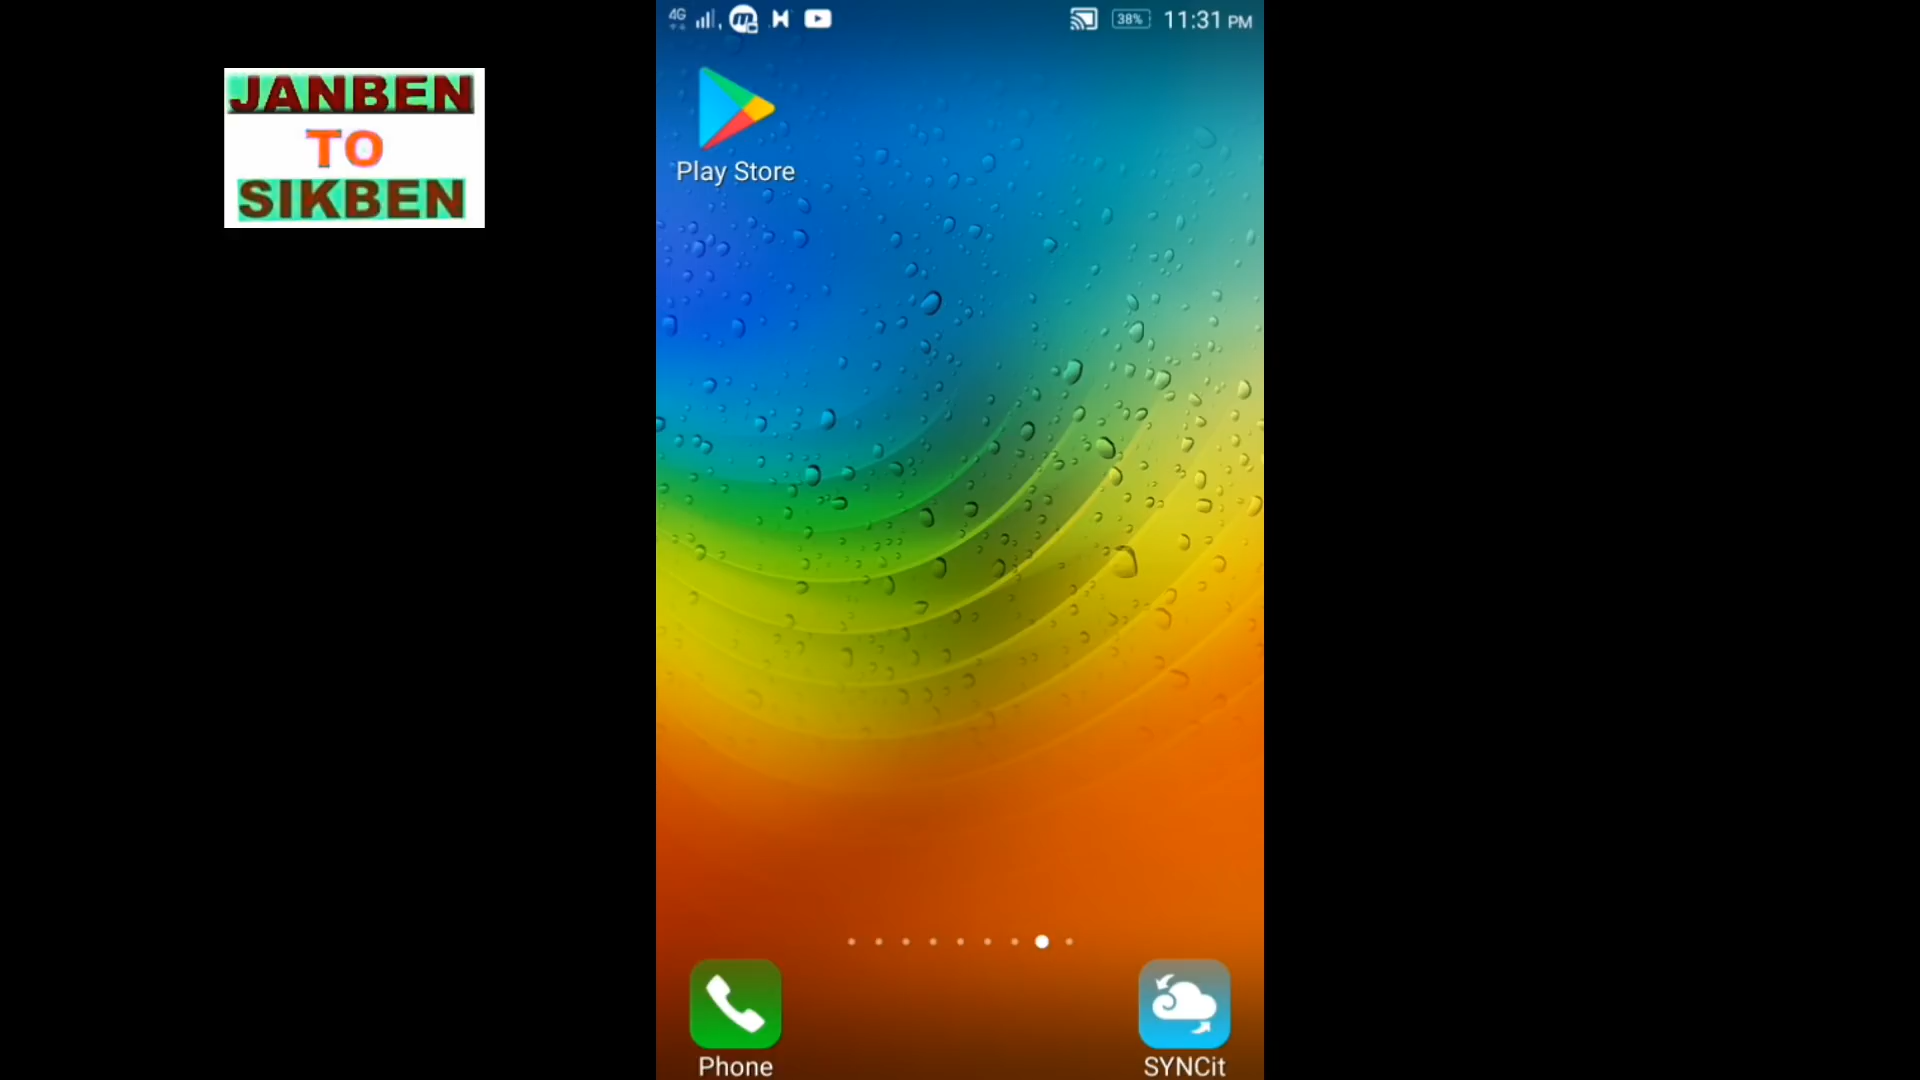 JANBEN
TO
SIKBEN
4G
38%
11:31 PM
Play Store
Phone
SYNCit